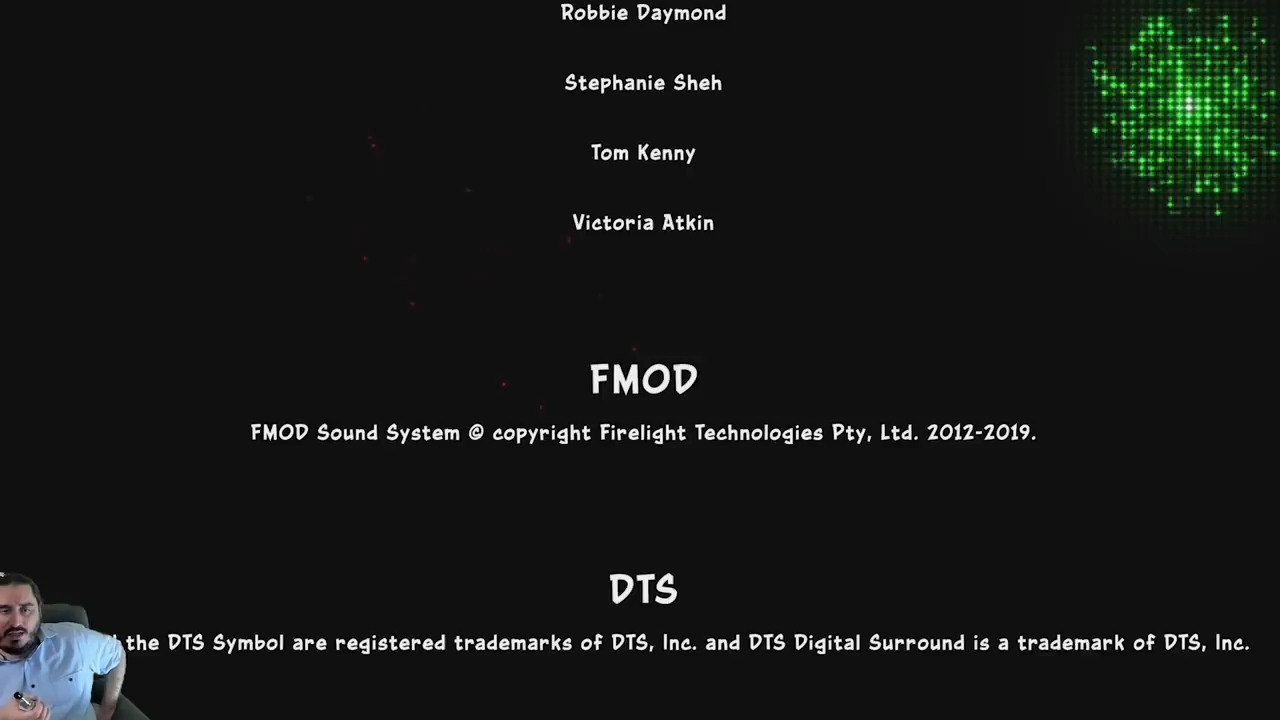 Robbie Daymond
Stephanie Sheh
Tom Kenny
Victoria Atkin
FMOD
FMOD Sound System © copyright Firelight Technologies Pty, Ltd. 2012-2019.
DTS
the DTS Symbol are registered trademarks of DTS, Inc. and DTS Digital Surround is a trademark of DTS, Inc.